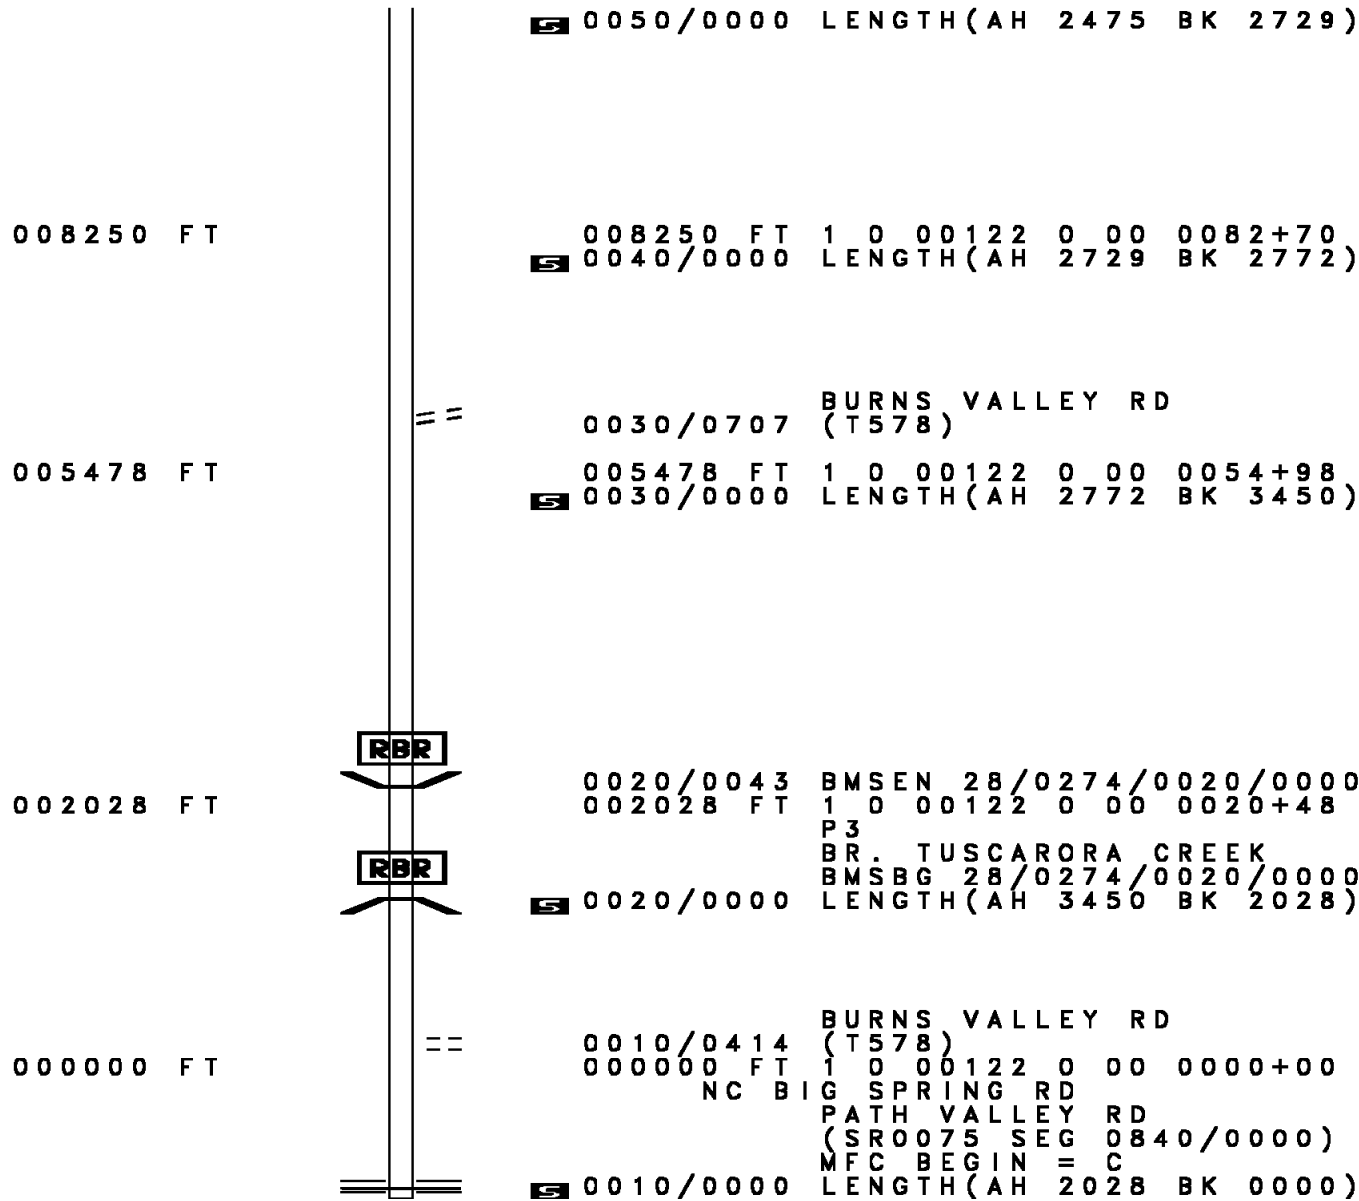 S 0050/0000 LENGTH(AH 2475 BK 2729)
008250 FT 008250 FT 1 0 00122 0 00 0082+70
S 0040/0000 LENGTH(AH 2729 BK 2772)
BURNS VALLEY RD
0030/0707 (T578)
005478 FT 005478 FT 1 0 00122 0 00 0054+98
S 0030/0000 LENGTH(AH 2772 BK 3450)
RBR
0020/0043 BMSEN 28/0274/0020/0000
002028 FT 002028 FT 1 0 00122 0 00 0020+48
P3
BR. TUSCARORA CREEK
RBR
BMSBG 28/0274/0020/0000
S 0020/0000 LENGTH(AH 3450 BK 2028)
BURNS VALLEY RD
0010/0414 (T578)
000000 FT 000000 FT 1 0 00122 0 00 0000+00
NC BIG SPRING RD
PATH VALLEY RD
(SR0075 SEG 0840/0000)
MFC BEGIN = C
S 0010/0000 LENGTH(AH 2028 BK 0000)